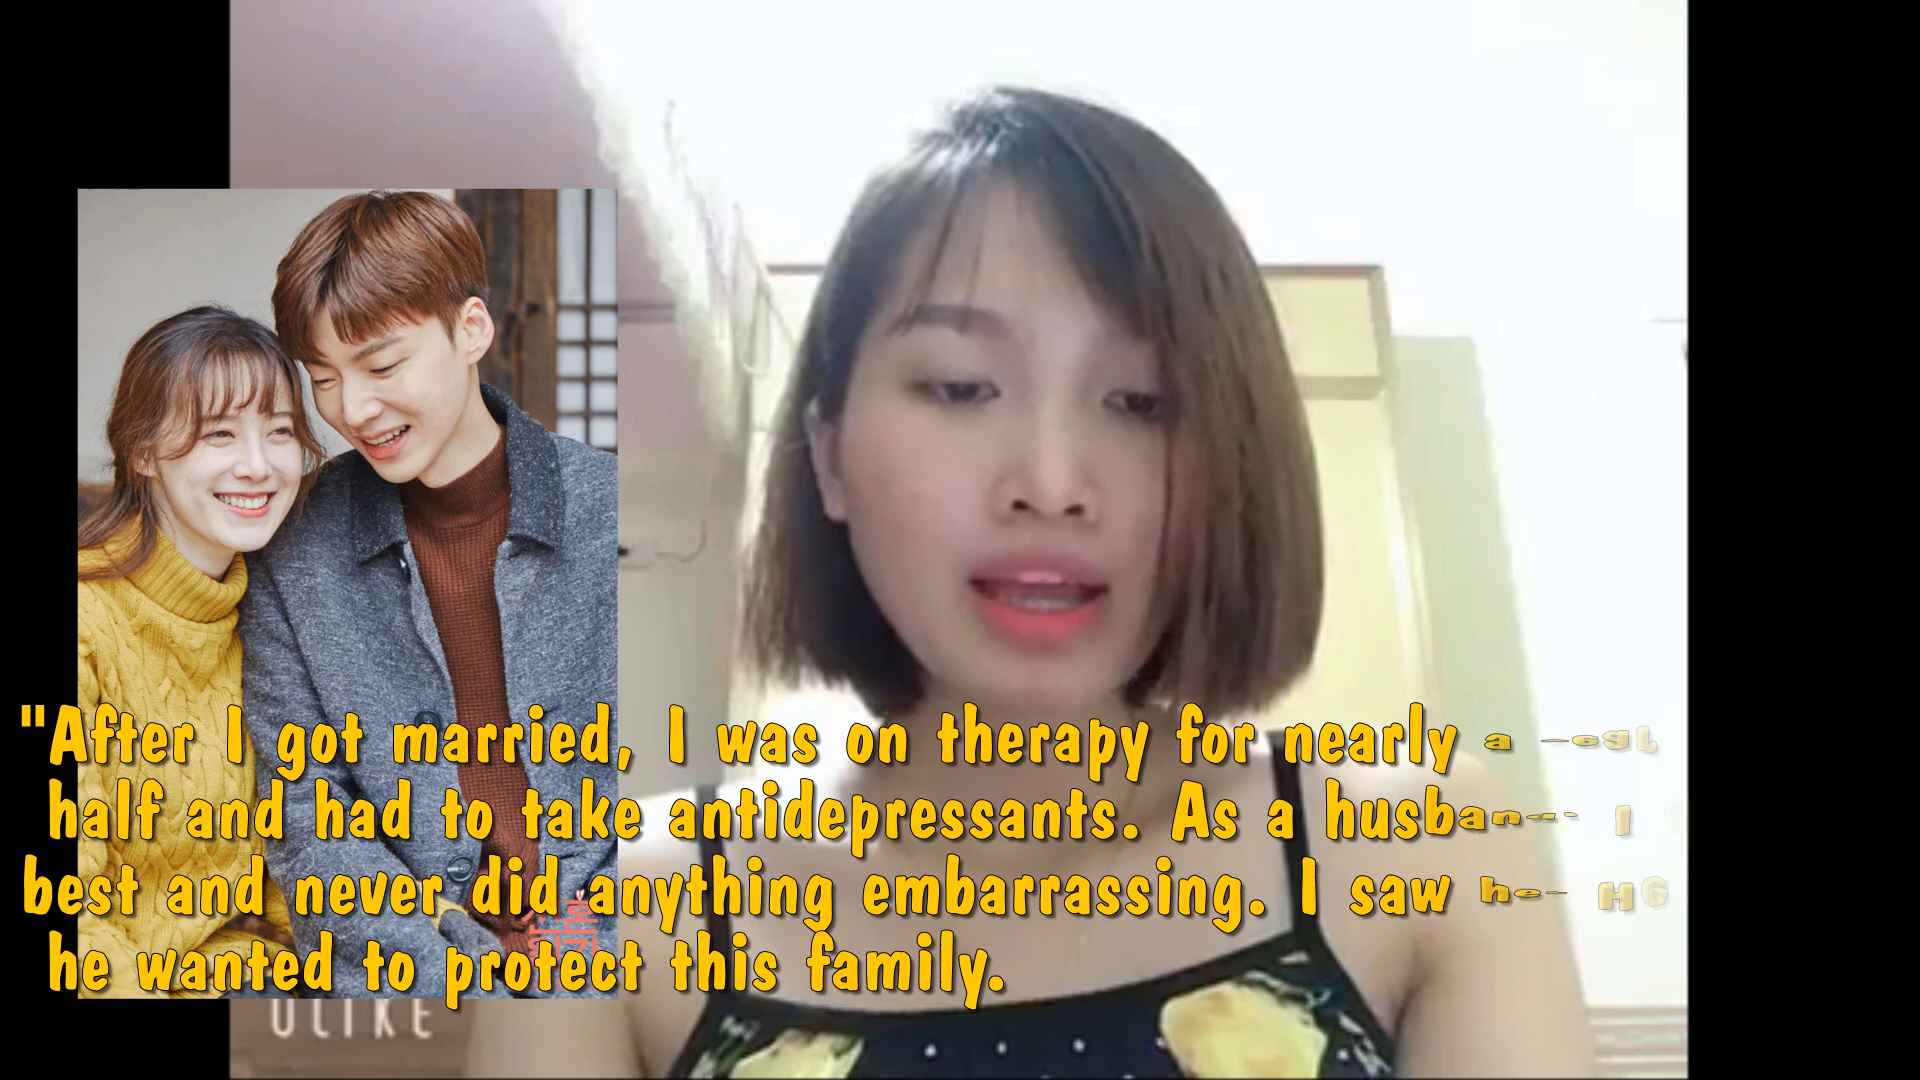 "After I got married, I was on therapy for nearly a
half and had to take antidepressants. As a husban
best and never did anything embarrassing. I saw
he wanted to protect this family.
ULIKE